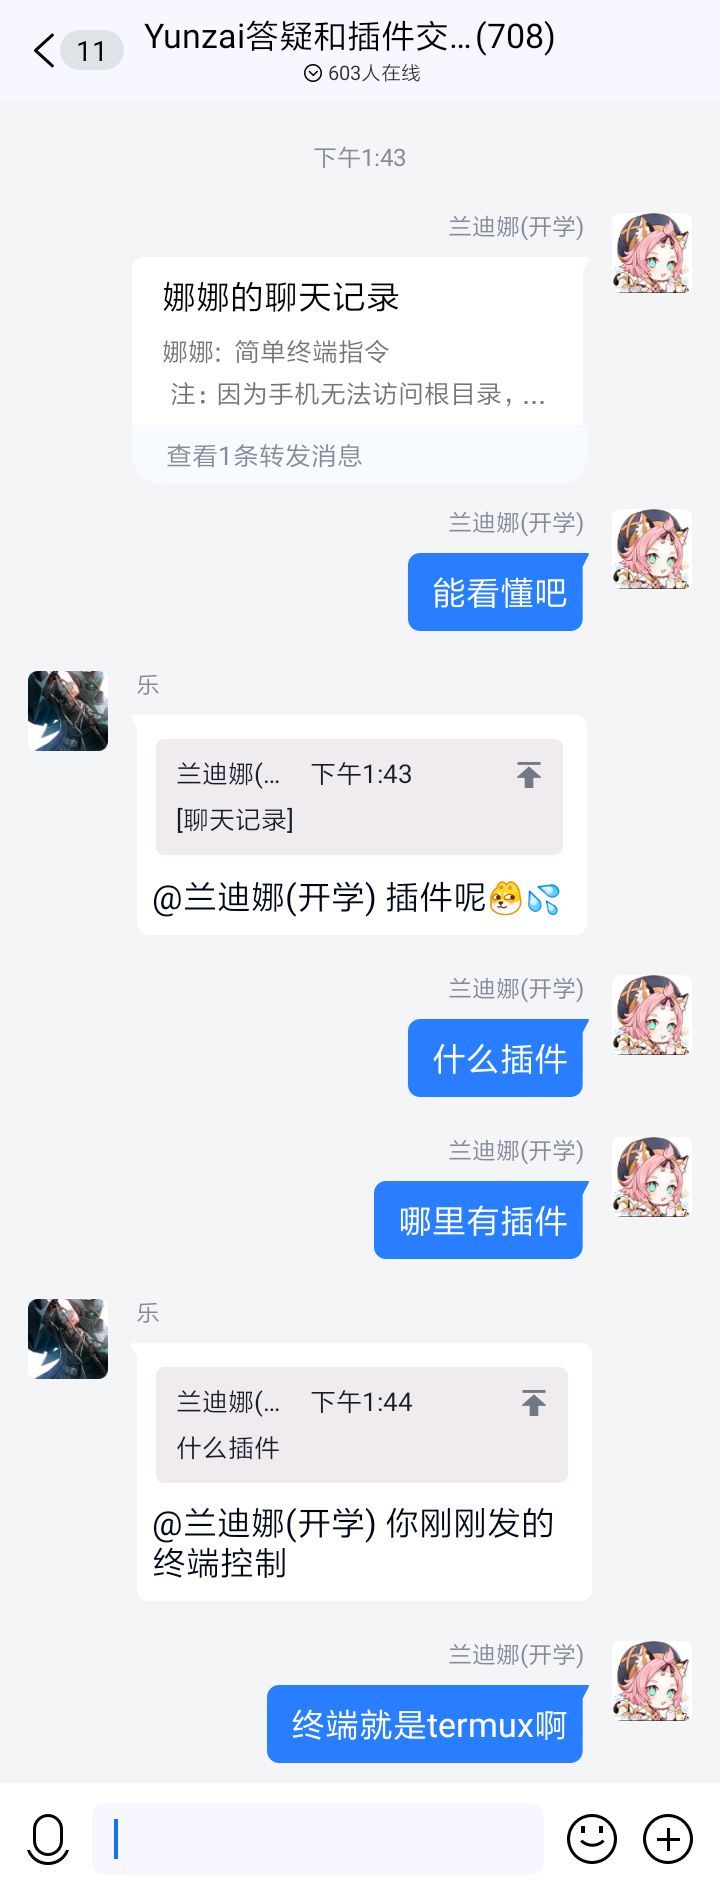 11
Yunzai答疑和插件交...(708)
603人在线
下午1:43
兰迪娜(开学)
娜娜的聊天记录
娜娜: 简单终端指令
注: 因为手机无法访问根目录, ...
查看1条转发消息
兰迪娜(开学)
能看懂吧
乐
兰迪娜(... 下午1:43
[聊天记录]
@兰迪娜(开学) 插件呢
兰迪娜(开学)
什么插件
兰迪娜(开学)
哪里有插件
乐
兰迪娜(... 下午1:44
什么插件
@兰迪娜(开学) 你刚刚发的
终端控制
兰迪娜(开学)
终端就是termux啊